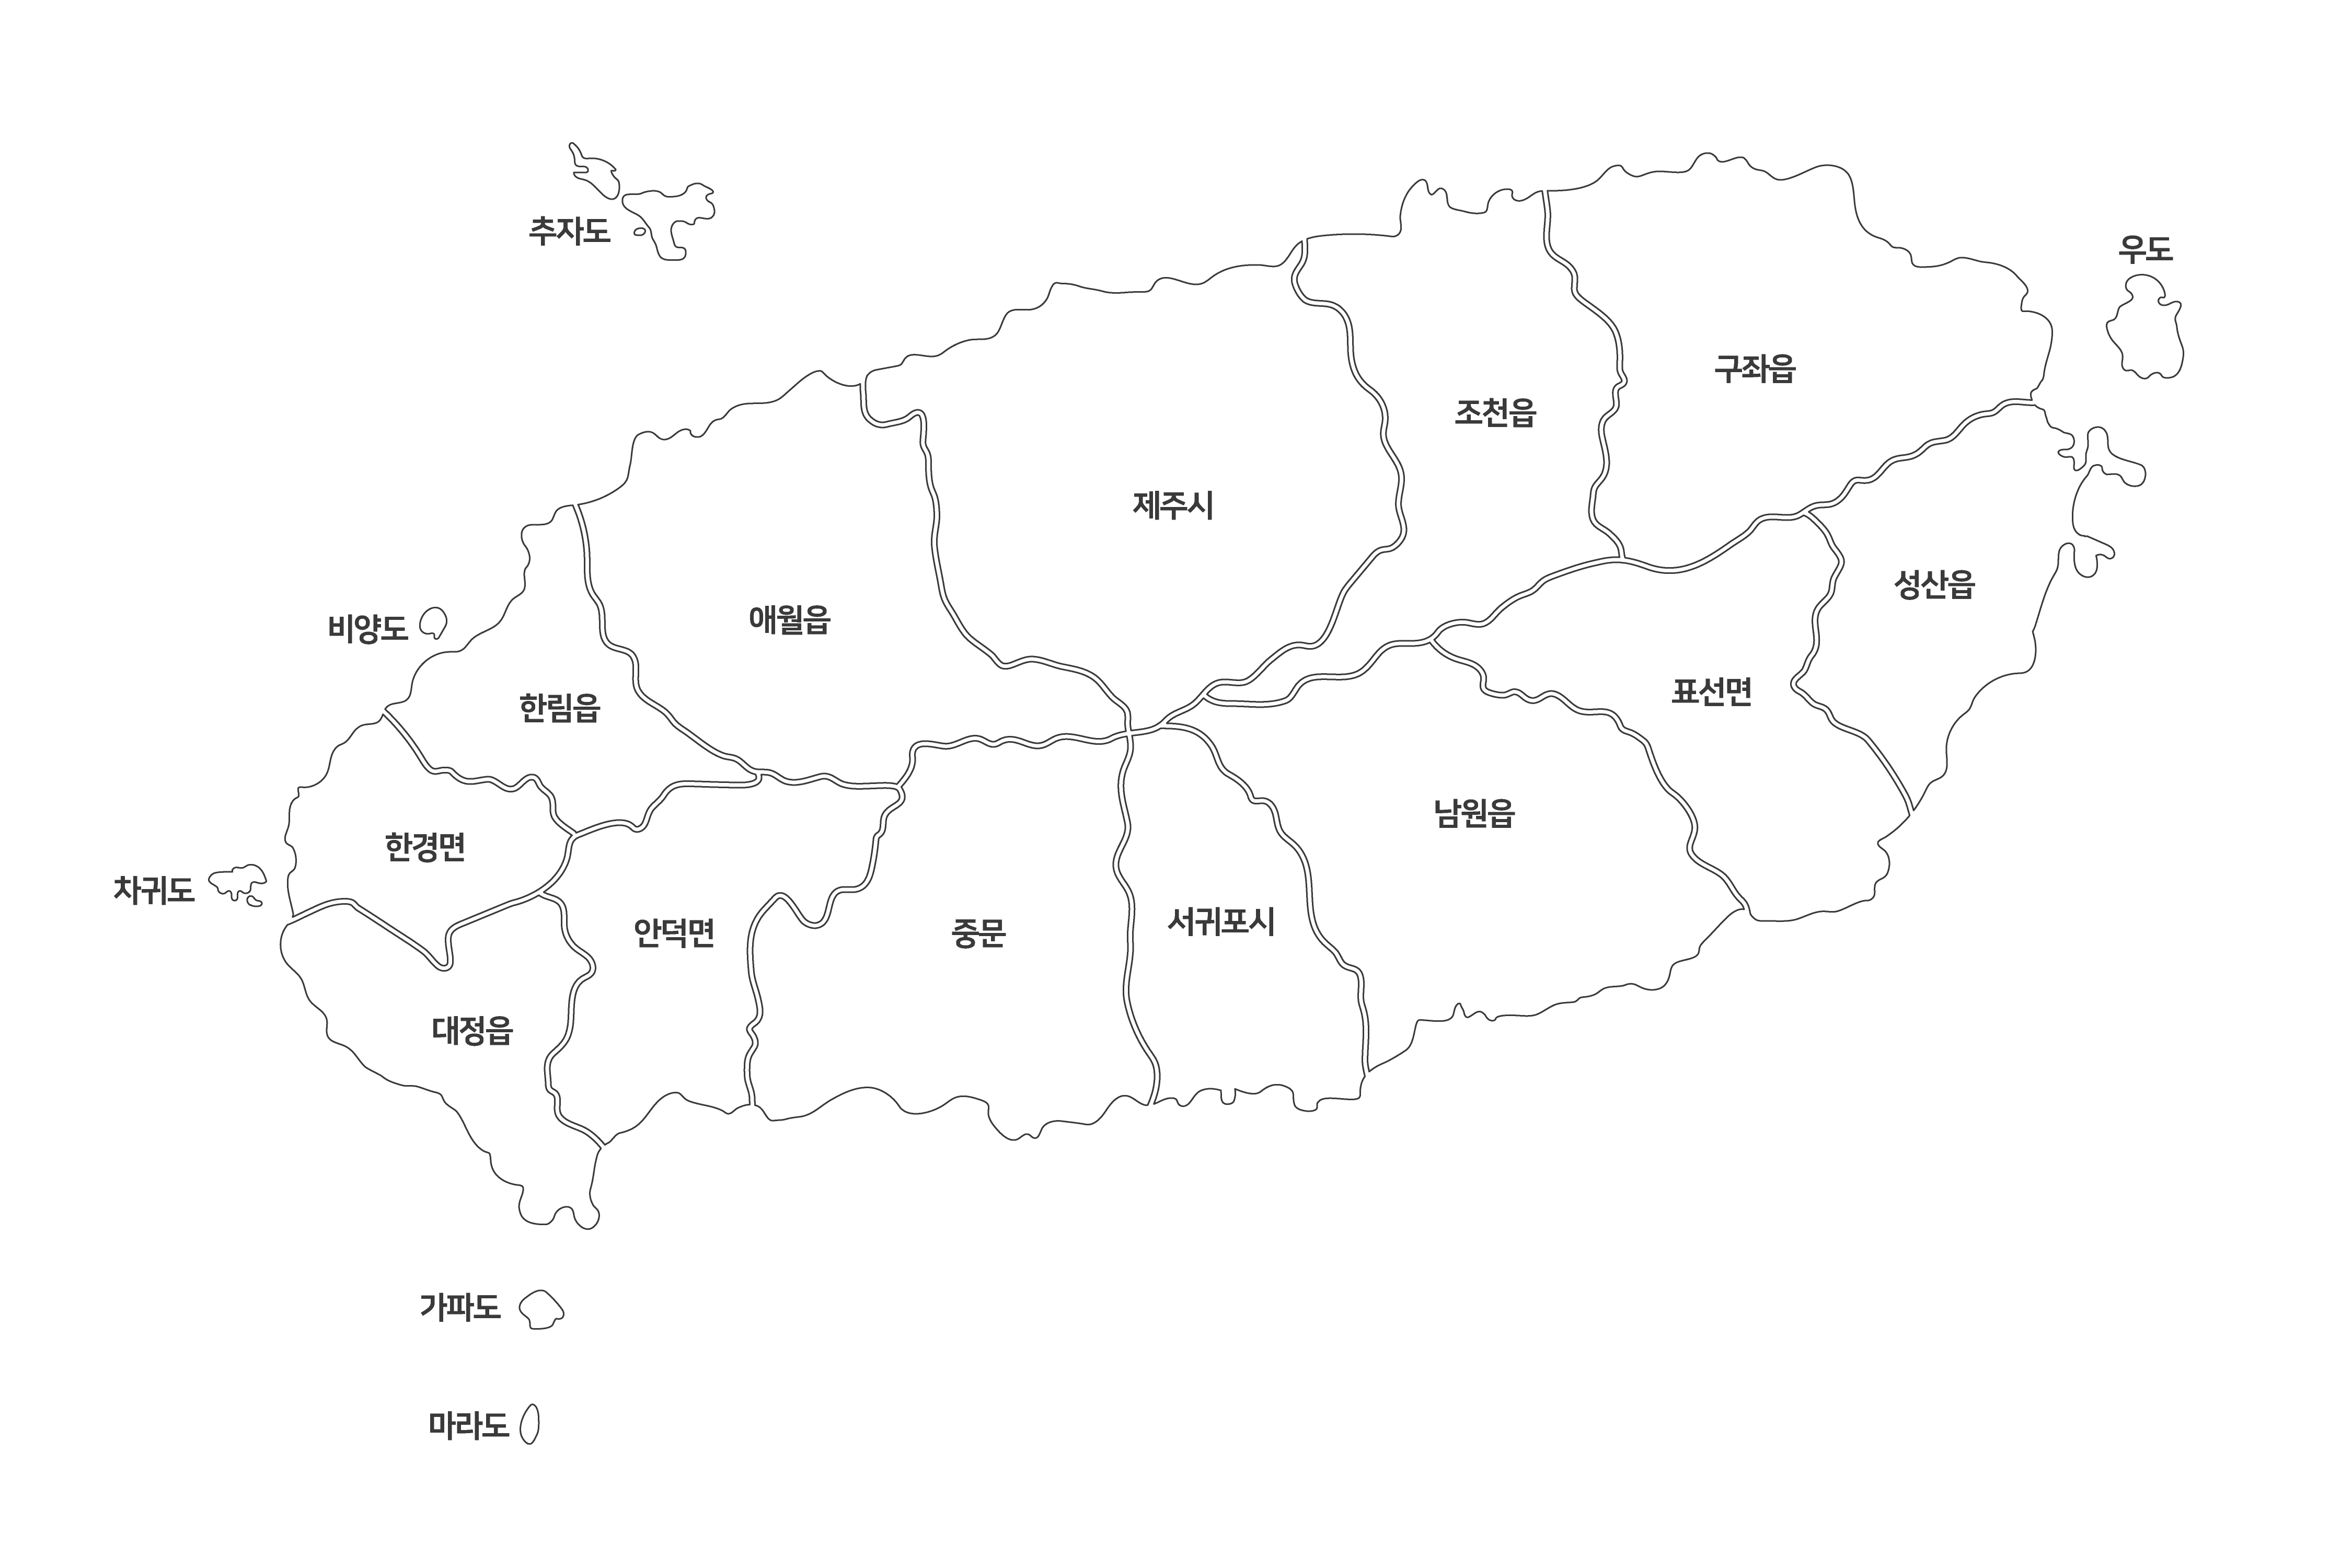 추자도
우도
구좌읍
조천읍
제주시
성산읍
애월읍
비양도
표선면
한림읍
남원읍
한경면
차귀도
서귀포시
안덕면
중문
대정읍
가파도
마라도